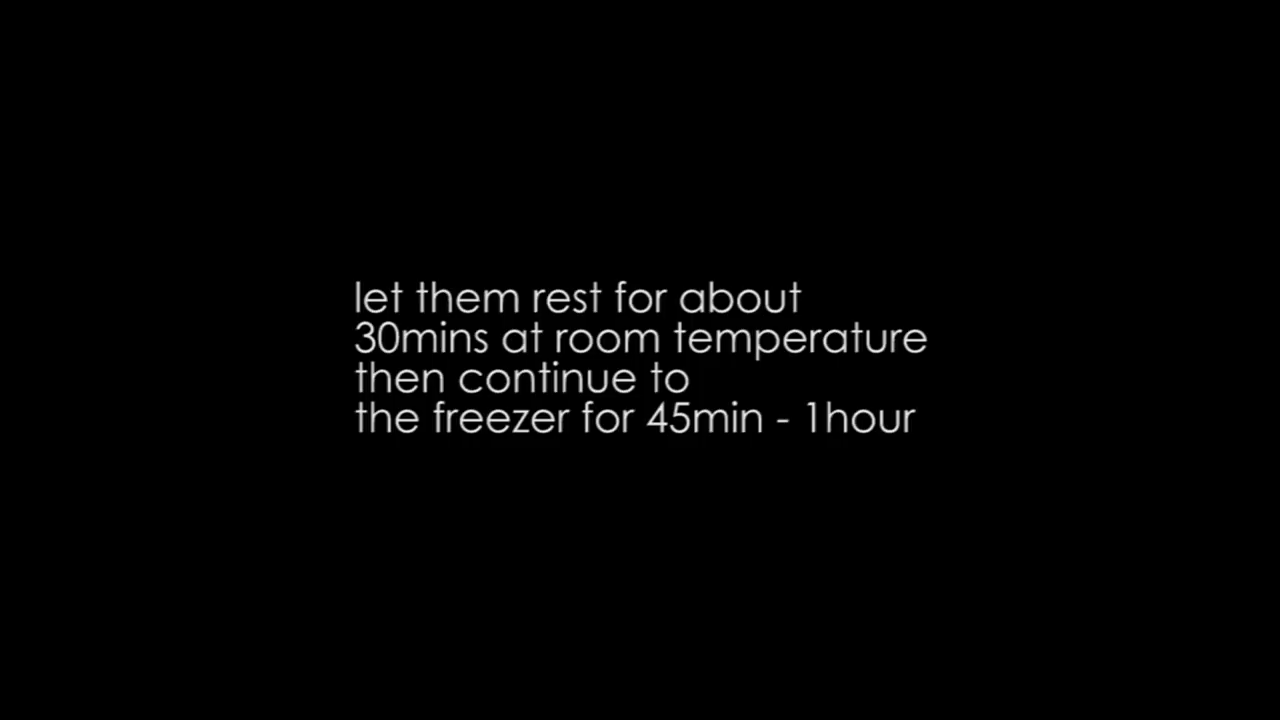 let them rest for about
30mins at room temperature
then continue to
the freezer for 45min - 1hour